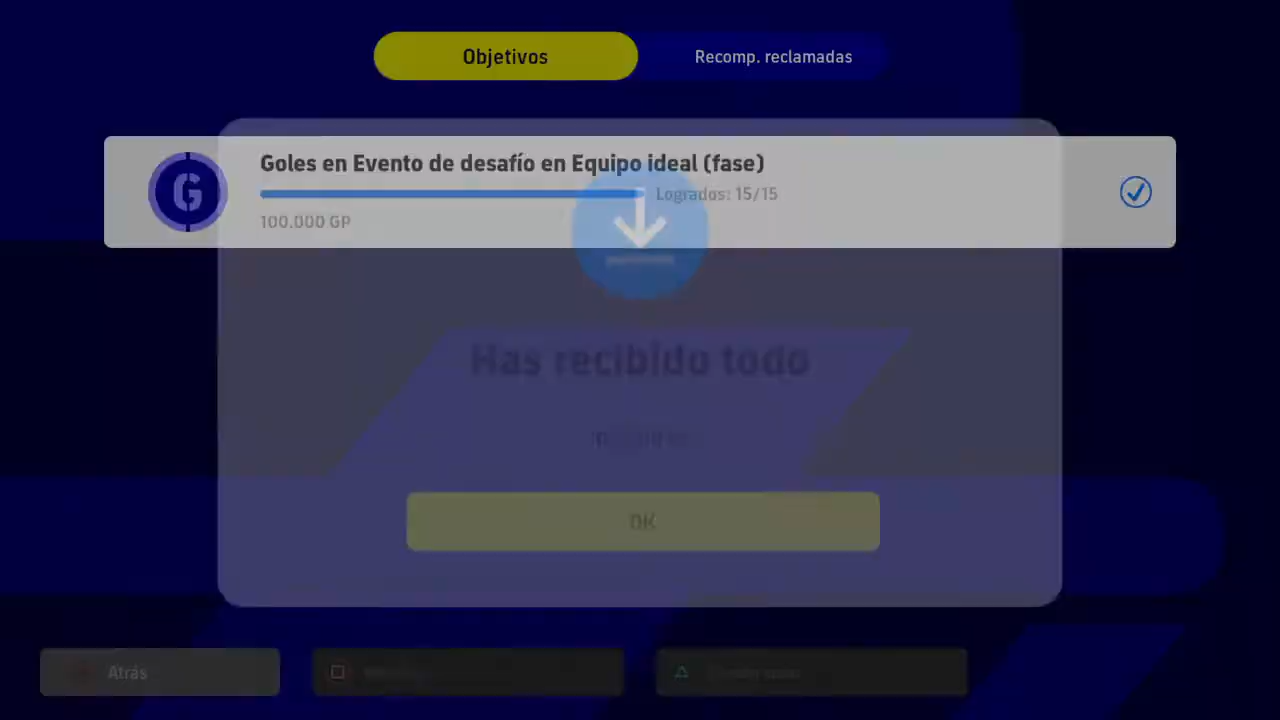 Objetivos
Recomp. reclamadas
G
Goles en Evento de desafío en Equipo ideal (fase)
Logrados: 15/15
100.000 GP
Has recibido todo
OK
Atrás